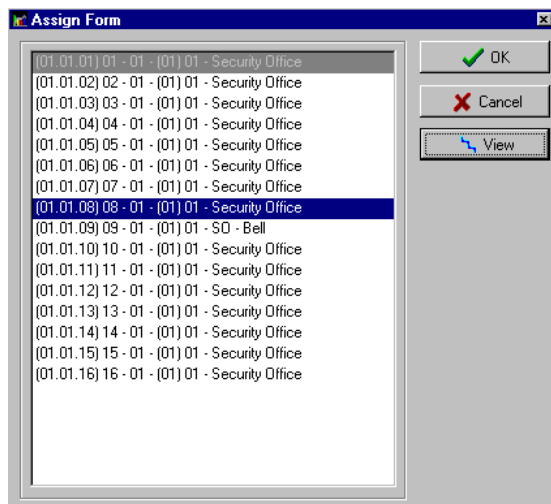 Assign Form
(01.01.01) 01 - 01 - (01) 01 - Security Office
(01.01.02) 02 - 01 - (01) 01 - Security Office
(01.01.03) 03 - 01 - (01) 01 - Security Office
(01.01.04) 04 - 01 - (01) 01 - Security Office
(01.01.05) 05 - 01 - (01) 01 - Security Office
(01.01.06) 06 - 01 - (01) 01 - Security Office
(01.01.07) 07 - 01 - (01) 01 - Security Office
(01.01.08) 08 - 01 - (01) 01 - Security Office
(01.01.09) 09 - 01 - (01) 01 - SO - Bell
(01.01.10) 10 - 01 - (01) 01 - Security Office
(01.01.11) 11 - 01 - (01) 01 - Security Office
(01.01.12) 12 - 01 - (01) 01 - Security Office
(01.01.13) 13 - 01 - (01) 01 - Security Office
(01.01.14) 14 - 01 - (01) 01 - Security Office
(01.01.15) 15 - 01 - (01) 01 - Security Office
(01.01.16) 16 - 01 - (01) 01 - Security Office
OK
Cancel
View